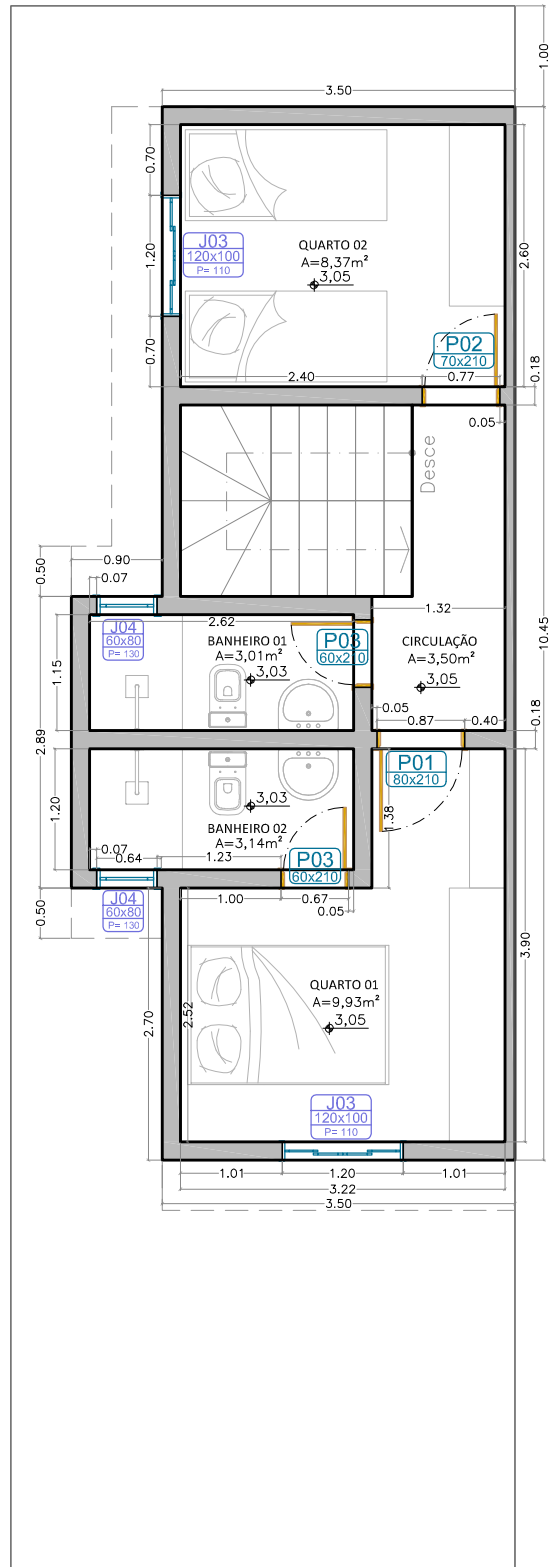 1.00
3.50
0.70
1.20
0.70
J03
120x100
P= 110
QUARTO 02
A=8,37m²
3,05
2.60
P02
70x210
2.40
0.77
0.18
0.05
Desce
0.50
0.90
0.07
2.62
1.32
J04
60x80
P= 130
BANHEIRO 01
A=3,01m²
3,03
P03
60x210
CIRCULAÇÃO
A=3,50m²
3,05
10.45
1.15
2.89
0.05
0.87
0.40
0.18
P01
80x210
1.20
3,03
BANHEIRO 02
A=3,14m²
1.38
0.07
0.64
1.23
P03
60x210
J04
60x80
P= 130
1.00
0.67
0.05
0.50
3.90
QUARTO 01
A=9,93m²
3,05
2.52
2.70
J03
120x100
P= 110
1.01
1.20
1.01
3.22
3.50